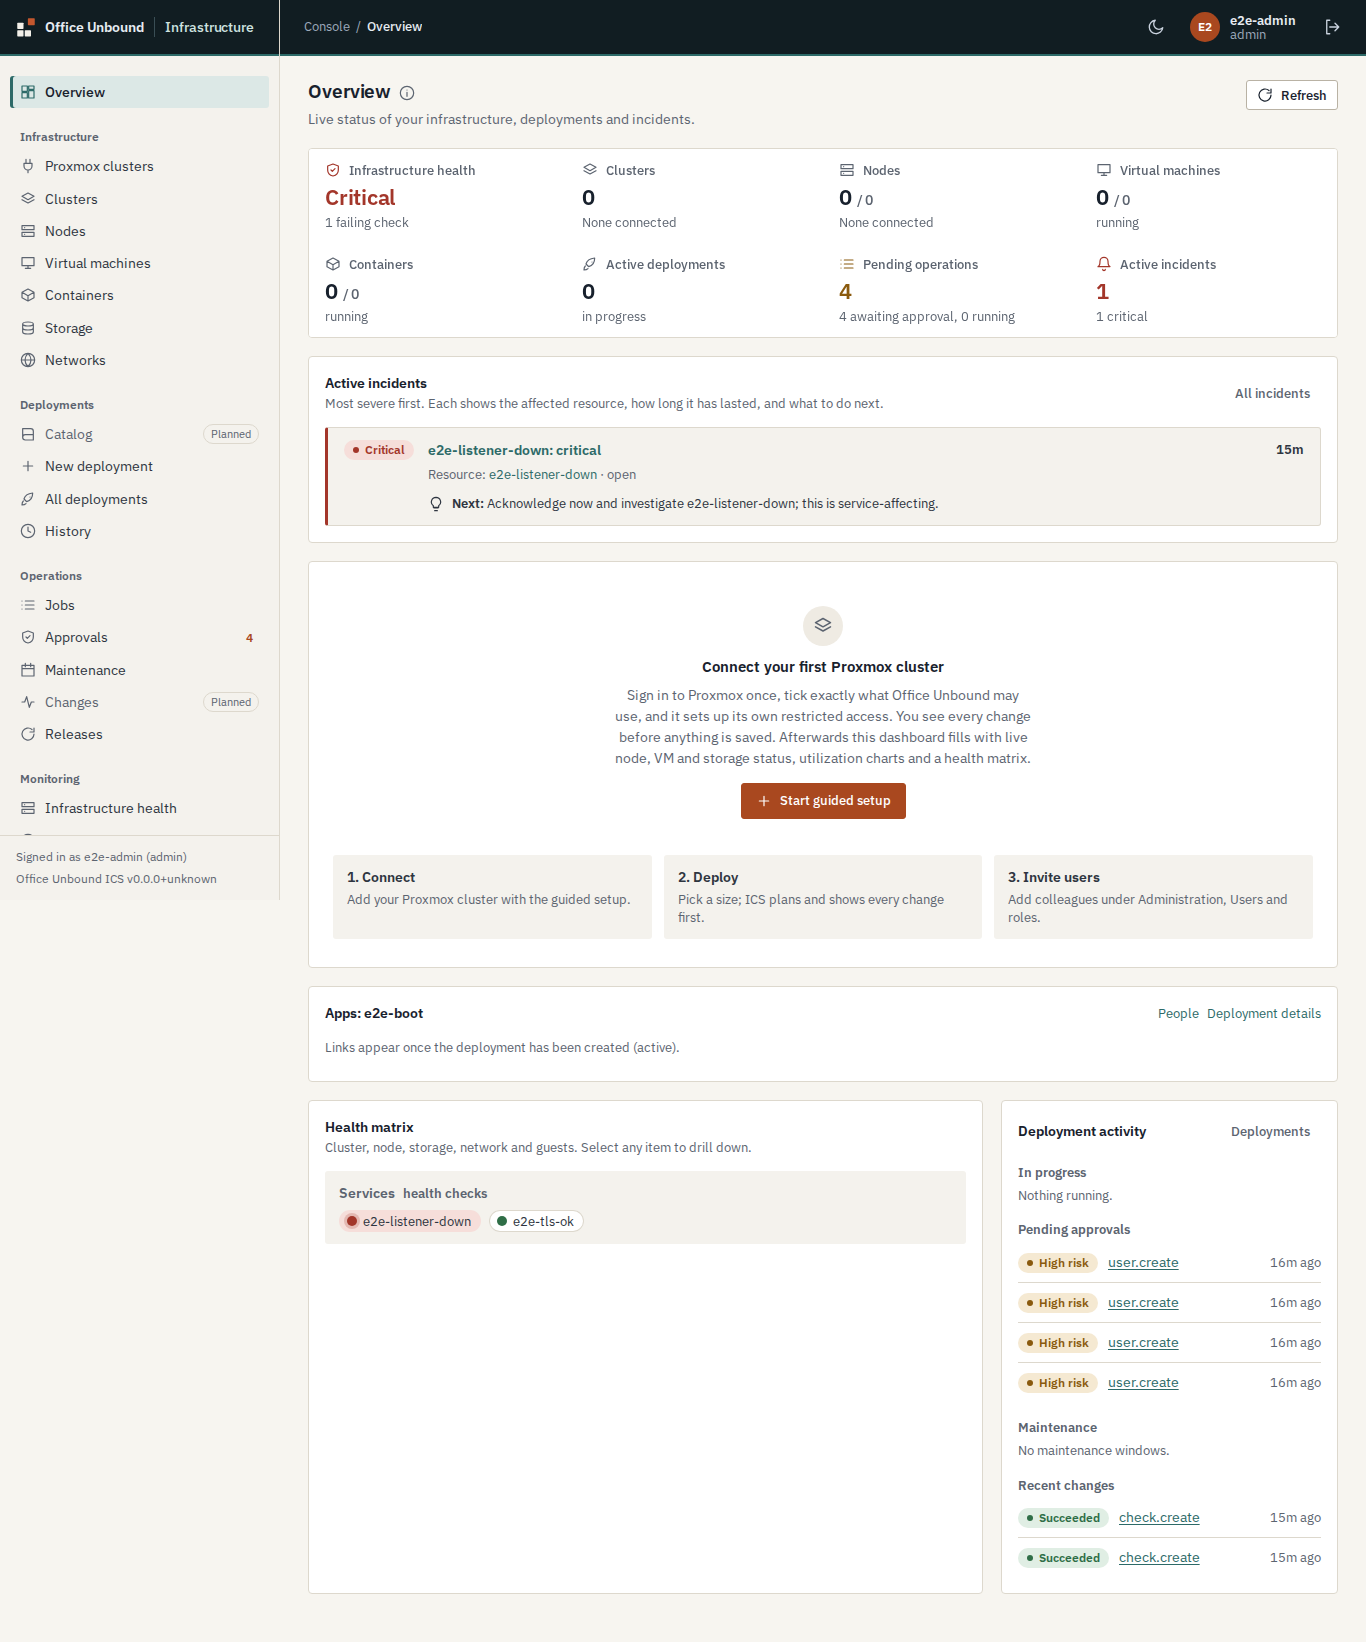 Office Unbound
Infrastructure
Console / Overview
E2
e2e-admin
admin
Overview
Infrastructure
Proxmox clusters
Clusters
Nodes
Virtual machines
Containers
Storage
Networks
Deployments
Catalog
Planned
New deployment
All deployments
History
Operations
Jobs
Approvals
4
Maintenance
Changes
Planned
Releases
Monitoring
Infrastructure health
Signed in as e2e-admin (admin)
Office Unbound ICS v0.0.0+unknown
Overview
Live status of your infrastructure, deployments and incidents.
Refresh
Infrastructure health
Critical
1 failing check
Clusters
0
None connected
Nodes
0 / 0
None connected
Virtual machines
0 / 0
running
Containers
0 / 0
running
Active deployments
0
in progress
Pending operations
4
4 awaiting approval, 0 running
Active incidents
1
1 critical
Active incidents
Most severe first. Each shows the affected resource, how long it has lasted, and what to do next.
All incidents
Critical
e2e-listener-down: critical
15m
Resource: e2e-listener-down · open
Next: Acknowledge now and investigate e2e-listener-down; this is service-affecting.
Connect your first Proxmox cluster
Sign in to Proxmox once, tick exactly what Office Unbound may
use, and it sets up its own restricted access. You see every change
before anything is saved. Afterwards this dashboard fills with live
node, VM and storage status, utilization charts and a health matrix.
Start guided setup
1. Connect
Add your Proxmox cluster with the guided setup.
2. Deploy
Pick a size; ICS plans and shows every change
first.
3. Invite users
Add colleagues under Administration, Users and
roles.
Apps: e2e-boot
People
Deployment details
Links appear once the deployment has been created (active).
Health matrix
Cluster, node, storage, network and guests. Select any item to drill down.
Services health checks
e2e-listener-down
e2e-tls-ok
Deployment activity
Deployments
In progress
Nothing running.
Pending approvals
High risk user.create 16m ago
High risk user.create 16m ago
High risk user.create 16m ago
High risk user.create 16m ago
Maintenance
No maintenance windows.
Recent changes
Succeeded check.create 15m ago
Succeeded check.create 15m ago